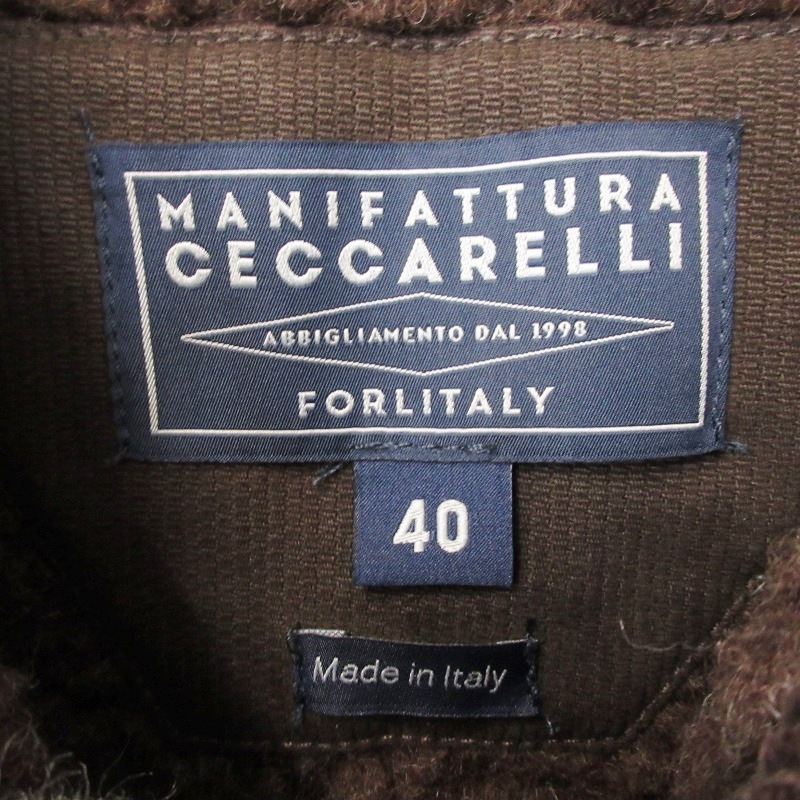 MANIFATTURA
CECCARELLI
ABBIGLIAMENTO DAL 1998
FORLITALY
40
Made in Italy